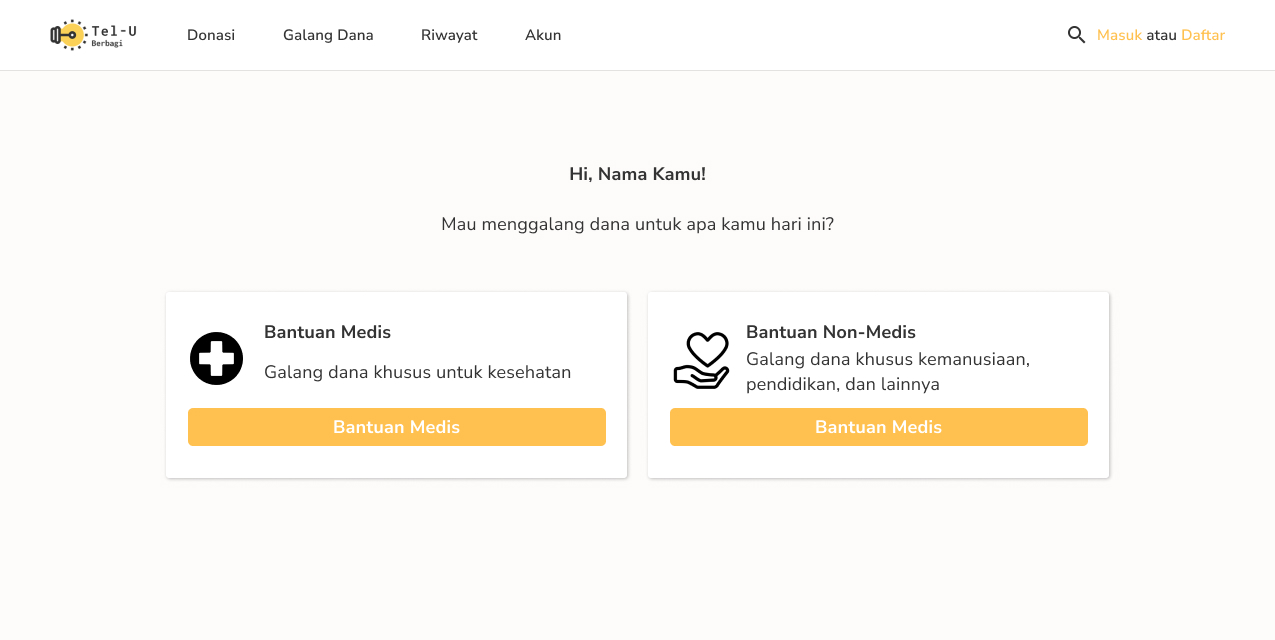 Tel-U
Berbagi
Donasi
Galang Dana
Riwayat
Akun
Masuk atau Daftar
Hi, Nama Kamu!
Mau menggalang dana untuk apa kamu hari ini?
Bantuan Medis
Galang dana khusus untuk kesehatan
Bantuan Medis
Bantuan Non-Medis
Galang dana khusus kemanusiaan,
pendidikan, dan lainnya
Bantuan Medis